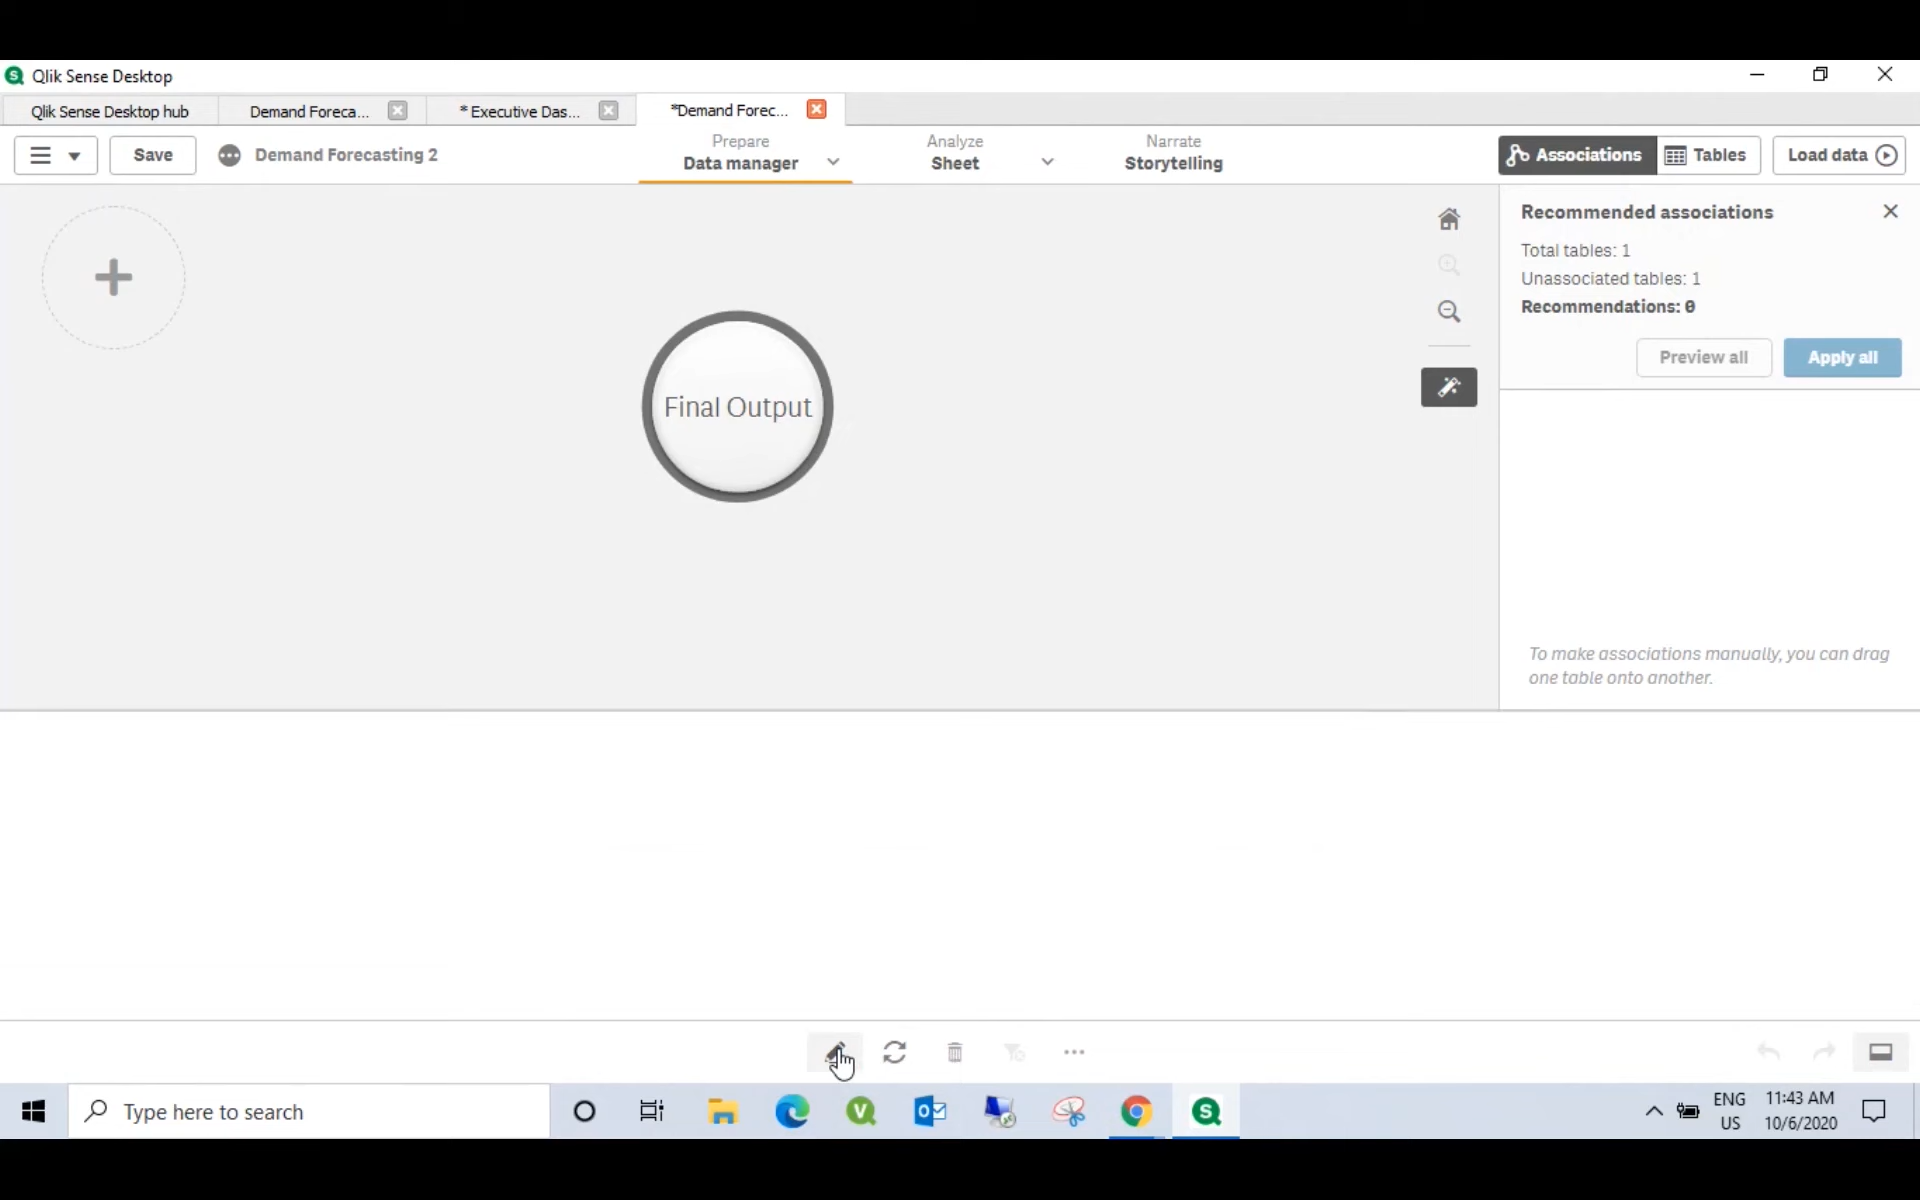 Qlik Sense Desktop
Qlik Sense Desktop hub
Demand Foreca...
* Executive Das...
*Demand Forec...
Save
Demand Forecasting 2
Prepare
Data manager
Analyze
Sheet
Narrate
Storytelling
Associations
Tables
Load data
Recommended associations
Total tables: 1
Unassociated tables: 1
Recommendations: 0
Preview all
Apply all
Final Output
To make associations manually, you can drag
one table onto another.
Type here to search
ENG
US
11:43 AM
10/6/2020